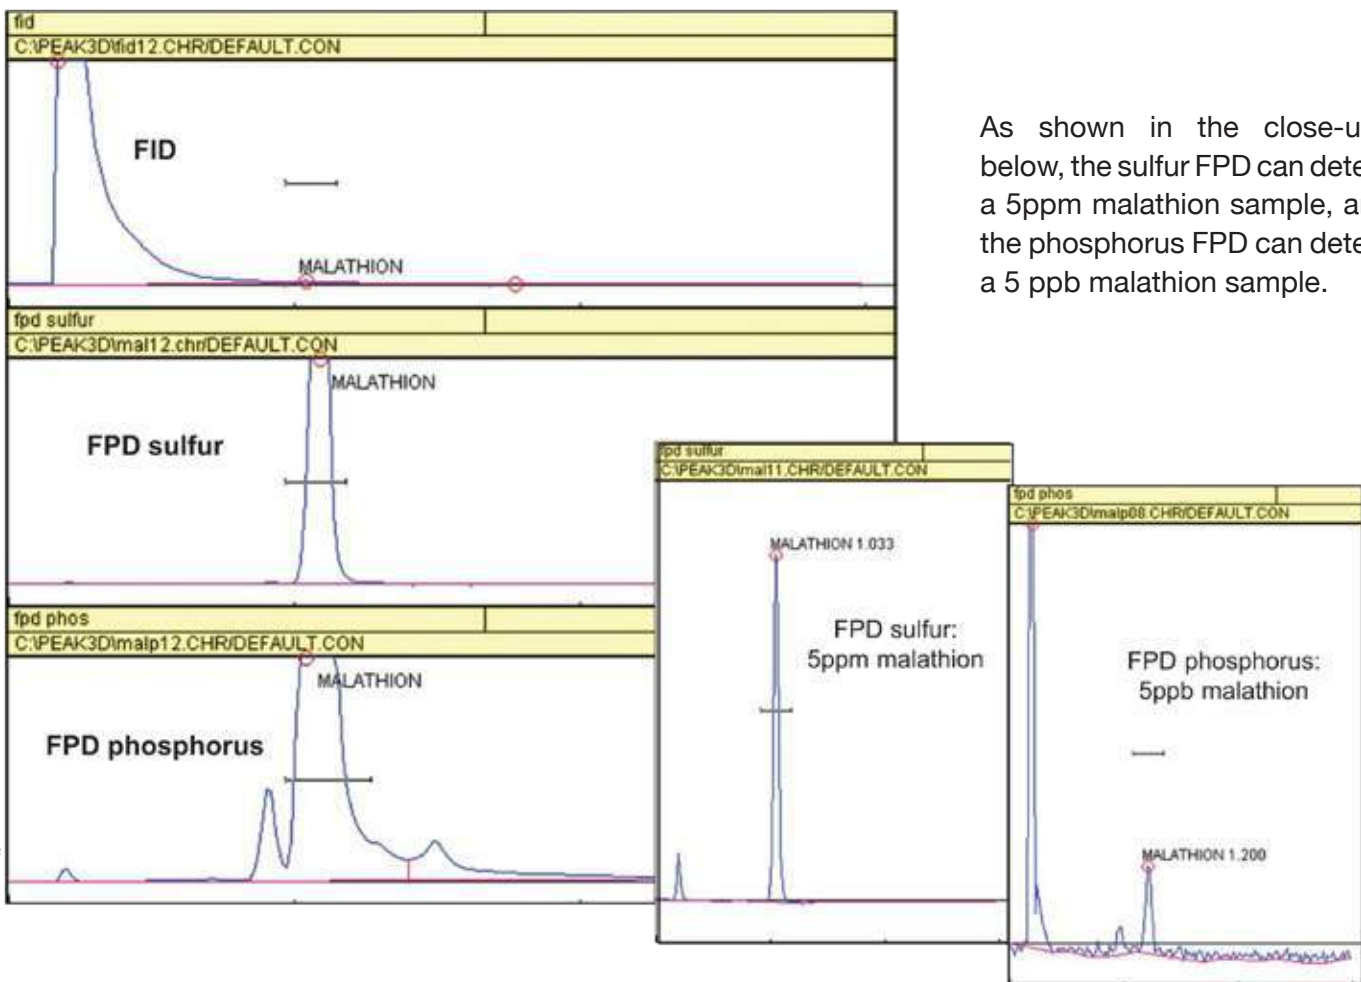 fid
C:\PEAK3D\fid12.CHR/DEFAULT.CON
FID
MALATHION
As shown in the close-u
below, the sulfur FPD can dete
a 5ppm malathion sample, a
the phosphorus FPD can dete
a 5 ppb malathion sample.
fpd sulfur
C:\PEAK3D\mal12.chr/DEFAULT.CON
MALATHION
FPD sulfur
fpd phos
C:\PEAK3D\malp12.CHR/DEFAULT.CON
MALATHION
FPD phosphorus
fpd sulfur
C:\PEAK3D\mal11.CHR/DEFAULT.CON
MALATHION 1.033
FPD sulfur:
5ppm malathion
fpd phos
C:\PEAK3D\malp08.CHR/DEFAULT.CON
FPD phosphorus:
5ppb malathion
MALATHION 1.200